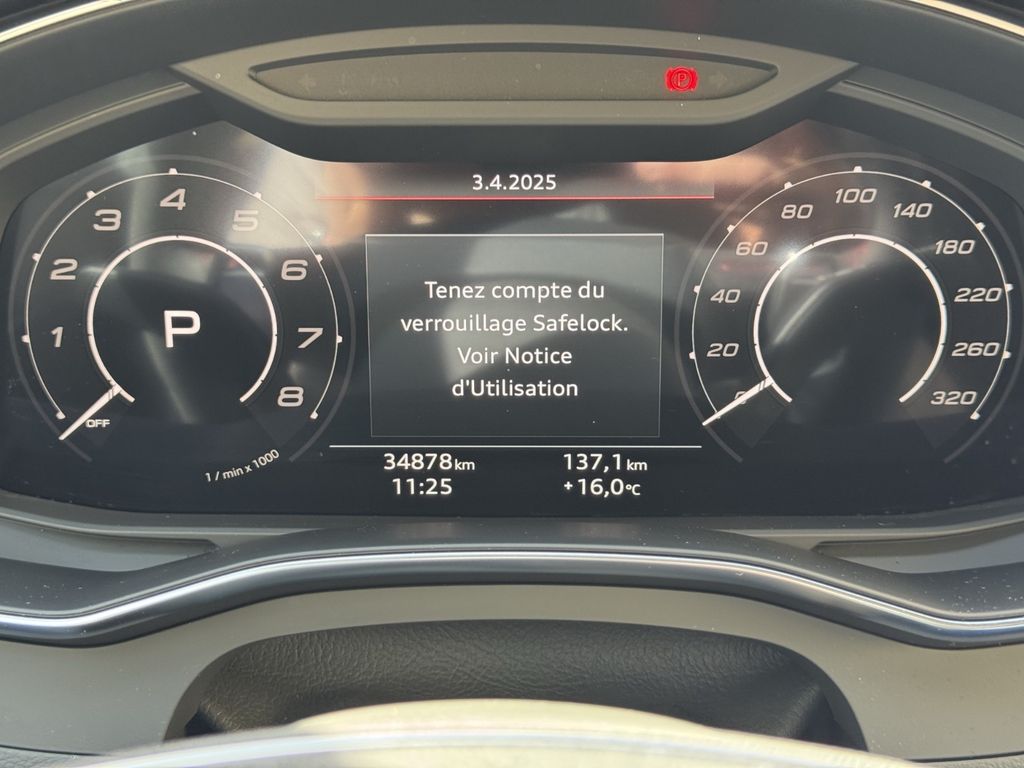 P
3.4.2025
1
2
3
4
5
6
7
8
OFF
P
1 / min x 1000
Tenez compte du
verrouillage Safelock.
Voir Notice
d'Utilisation
20
40
60
80
100
140
180
220
260
320
34878 km
137,1 km
11:25
+16,0 °C